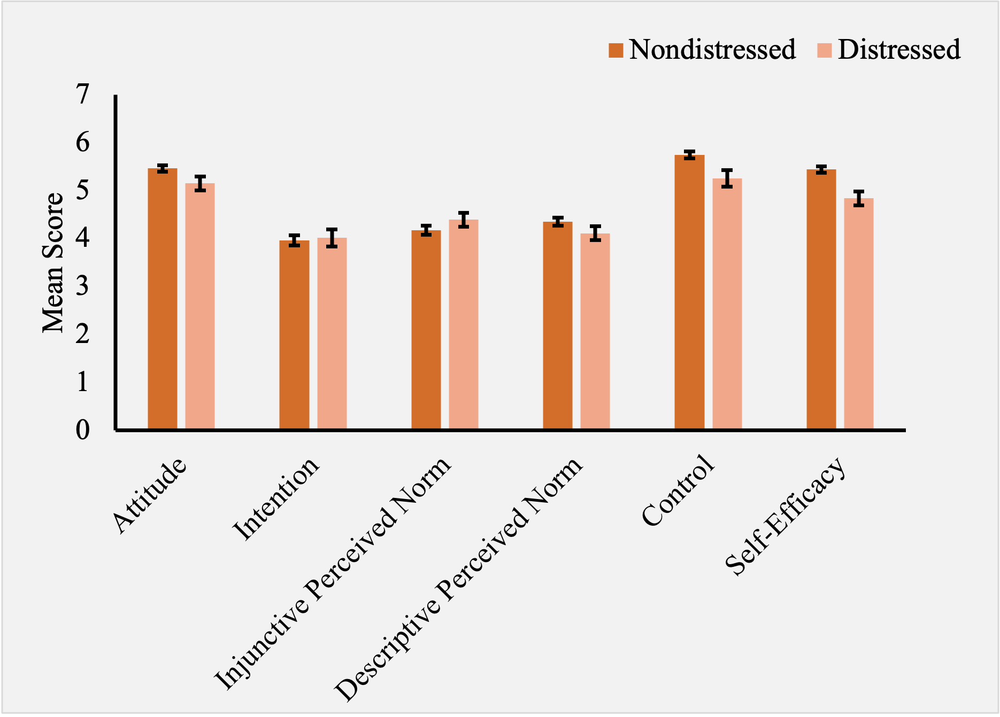 Nondistressed Distressed
7
6
5
4
3
2
1
0
Mean Score
Attitude
Intention
Injunctive Perceived Norm
Descriptive Perceived Norm
Control
Self-Efficacy